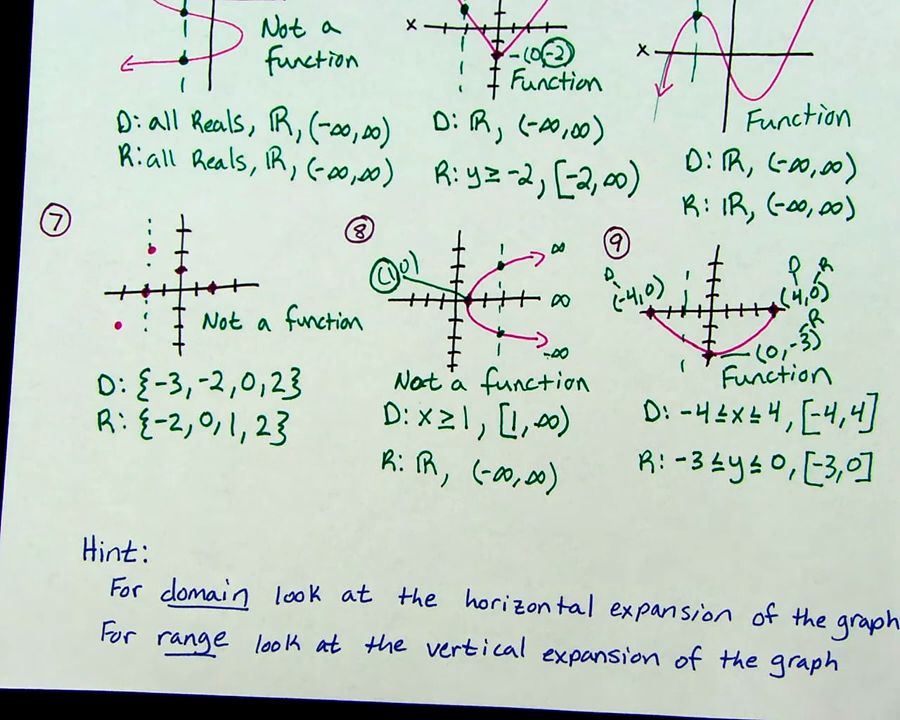 Not a
function
D: all Reals, ℝ, (-∞,∞)
R: all Reals, ℝ, (-∞,∞)
x
(0,-2)
Function
D: ℝ, (-∞,∞)
R: y ≥ -2, [-2,∞)
x
Function
D: ℝ, (-∞,∞)
R: ℝ, (-∞,∞)
7
Not a function
D: {-3, -2, 0, 2}
R: {-2, 0, 1, 2}
8
(1,0)
∞
∞
-∞
Not a function
D: x ≥ 1, [1,∞)
R: ℝ, (-∞,∞)
9
D
(-4,0)
D R
(4,0)
R
(0,-3)
Function
D: -4 ≤ x ≤ 4, [-4,4]
R: -3 ≤ y ≤ 0, [-3,0]
Hint:
For domain look at the horizontal expansion of the graph
For range look at the vertical expansion of the graph